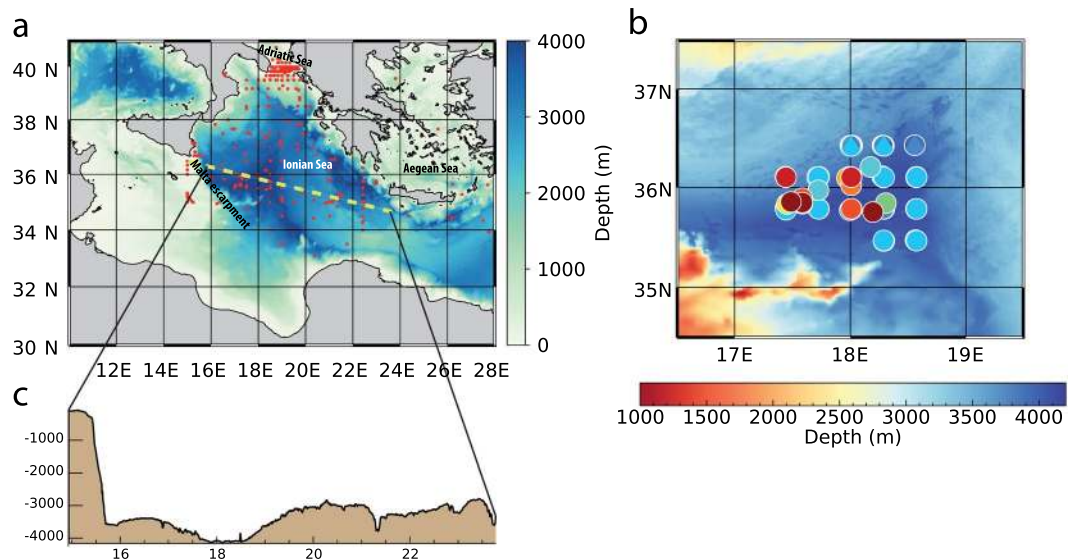 a
Adriatic Sea
40 N
38 N
36 N
34 N
32 N
30 N
Ionian Sea
Aegean Sea
Malta escarpment
12E 14E 16E 18E 20E 22E 24E 26E 28E
4000
3000
2000
1000
0
Depth (m)
b
37N
36N
35N
17E 18E 19E
1000 1500 2000 2500 3000 3500 4000
Depth (m)
c
-1000
-2000
-3000
-4000
16 18 20 22